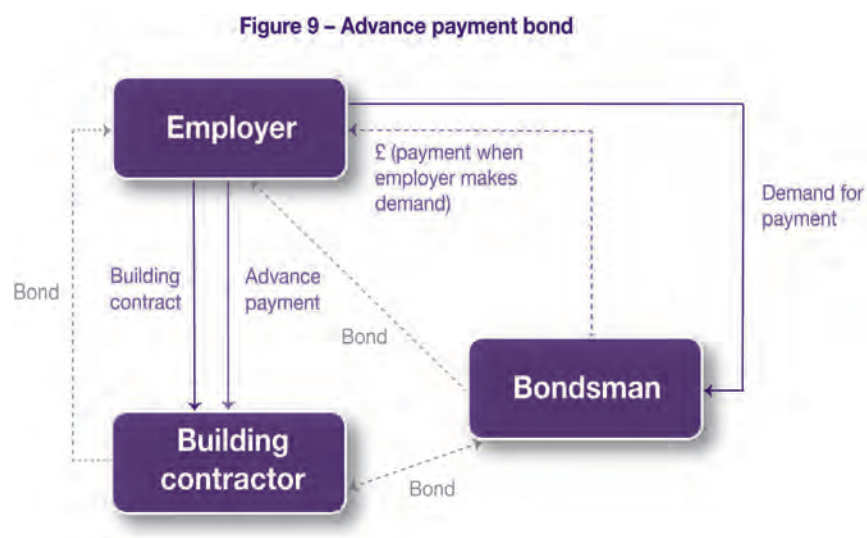 Figure 9 – Advance payment bond
Employer
£ (payment when
employer makes
demand)
Demand for
payment
Building
contract
Advance
payment
Bond
Bond
Bondsman
Building
contractor
Bond